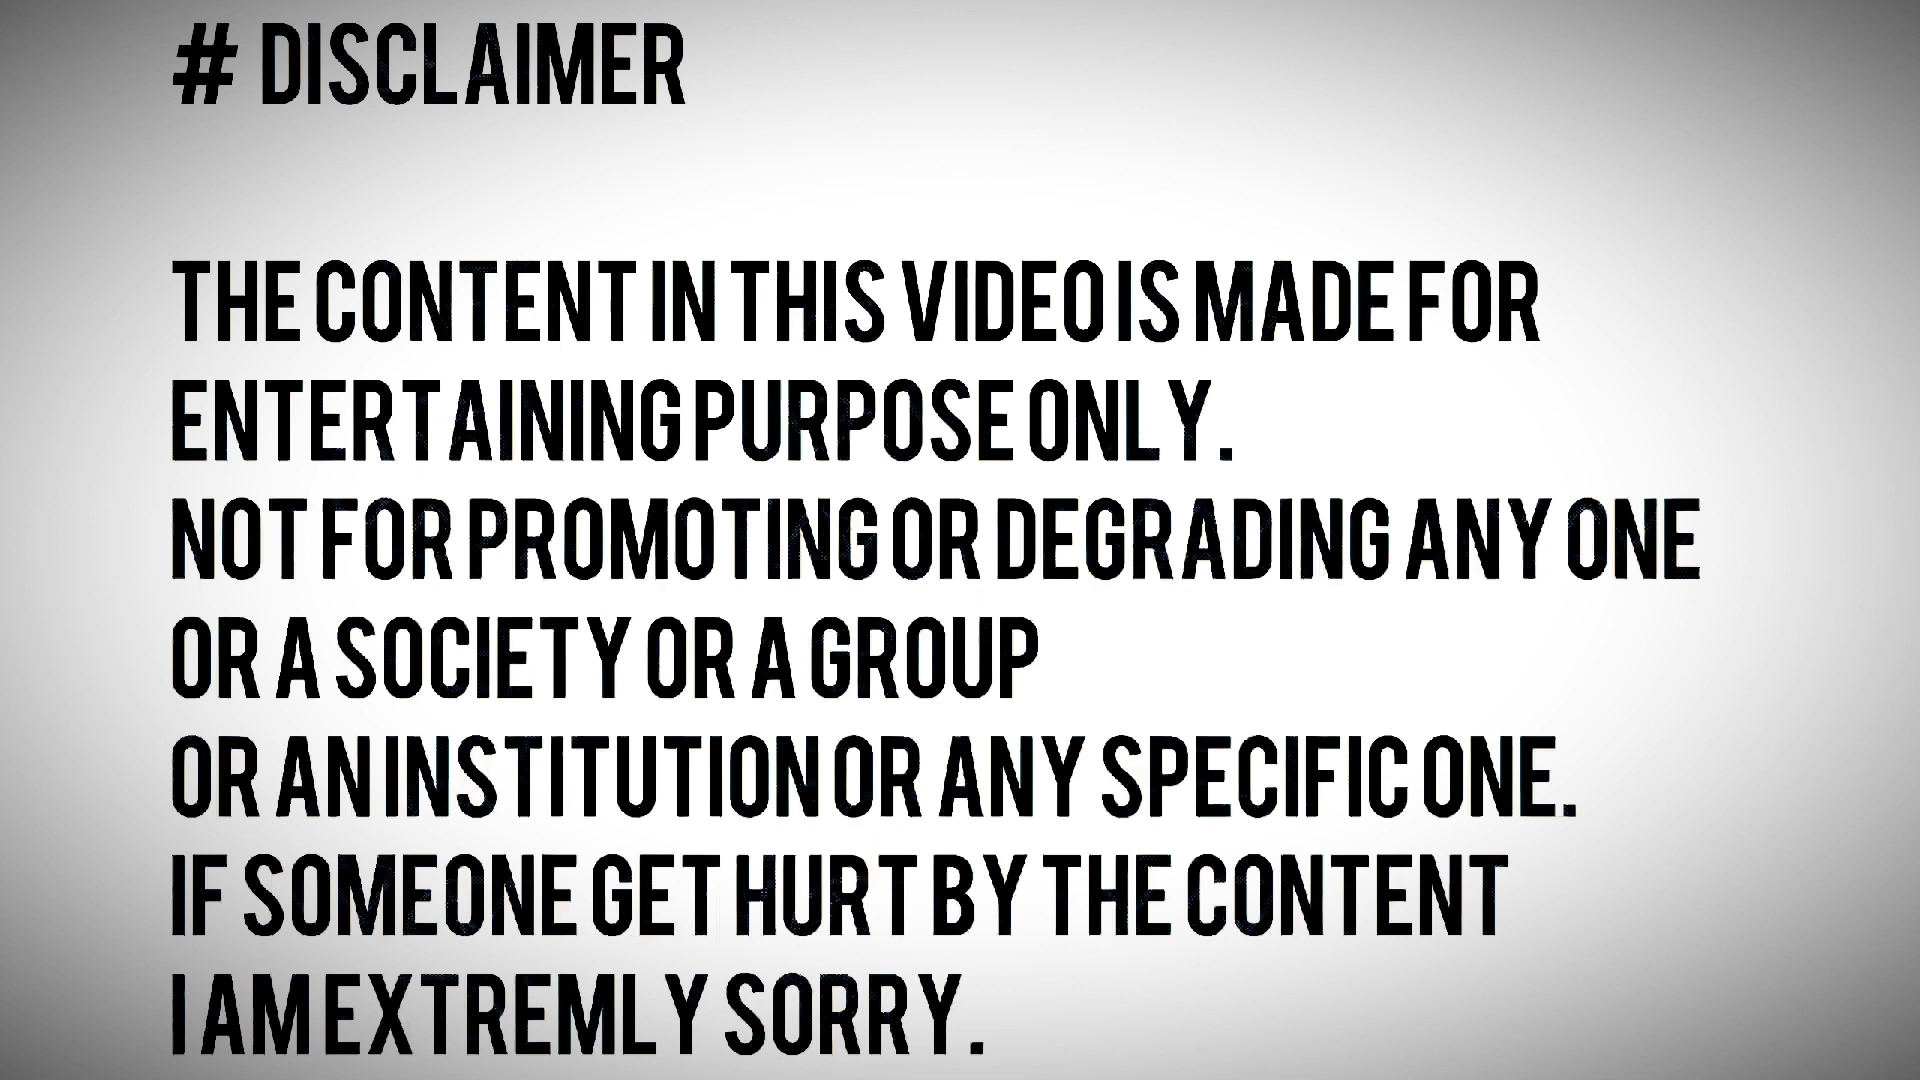 # DISCLAIMER
THE CONTENT IN THIS VIDEO IS MADE FOR
ENTERTAINING PURPOSE ONLY.
NOT FOR PROMOTING OR DEGRADING ANY ONE
OR A SOCIETY OR A GROUP
OR AN INSTITUTION OR ANY SPECIFIC ONE.
IF SOMEONE GET HURT BY THE CONTENT
I AM EXTREMLY SORRY.